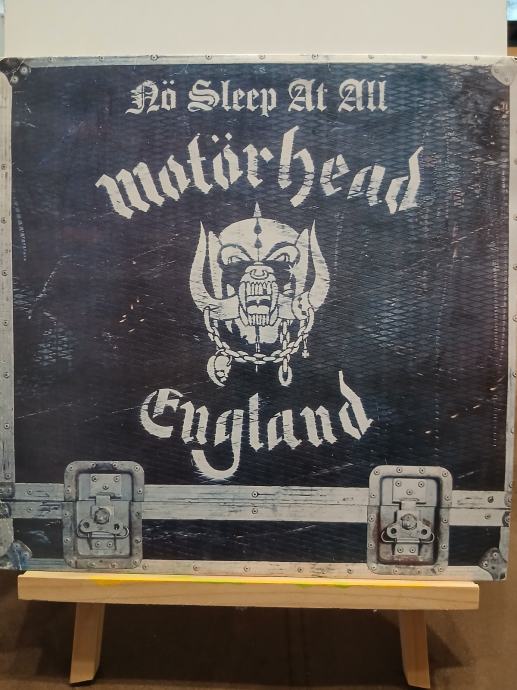 Nö Sleep At All
Motörhead
England